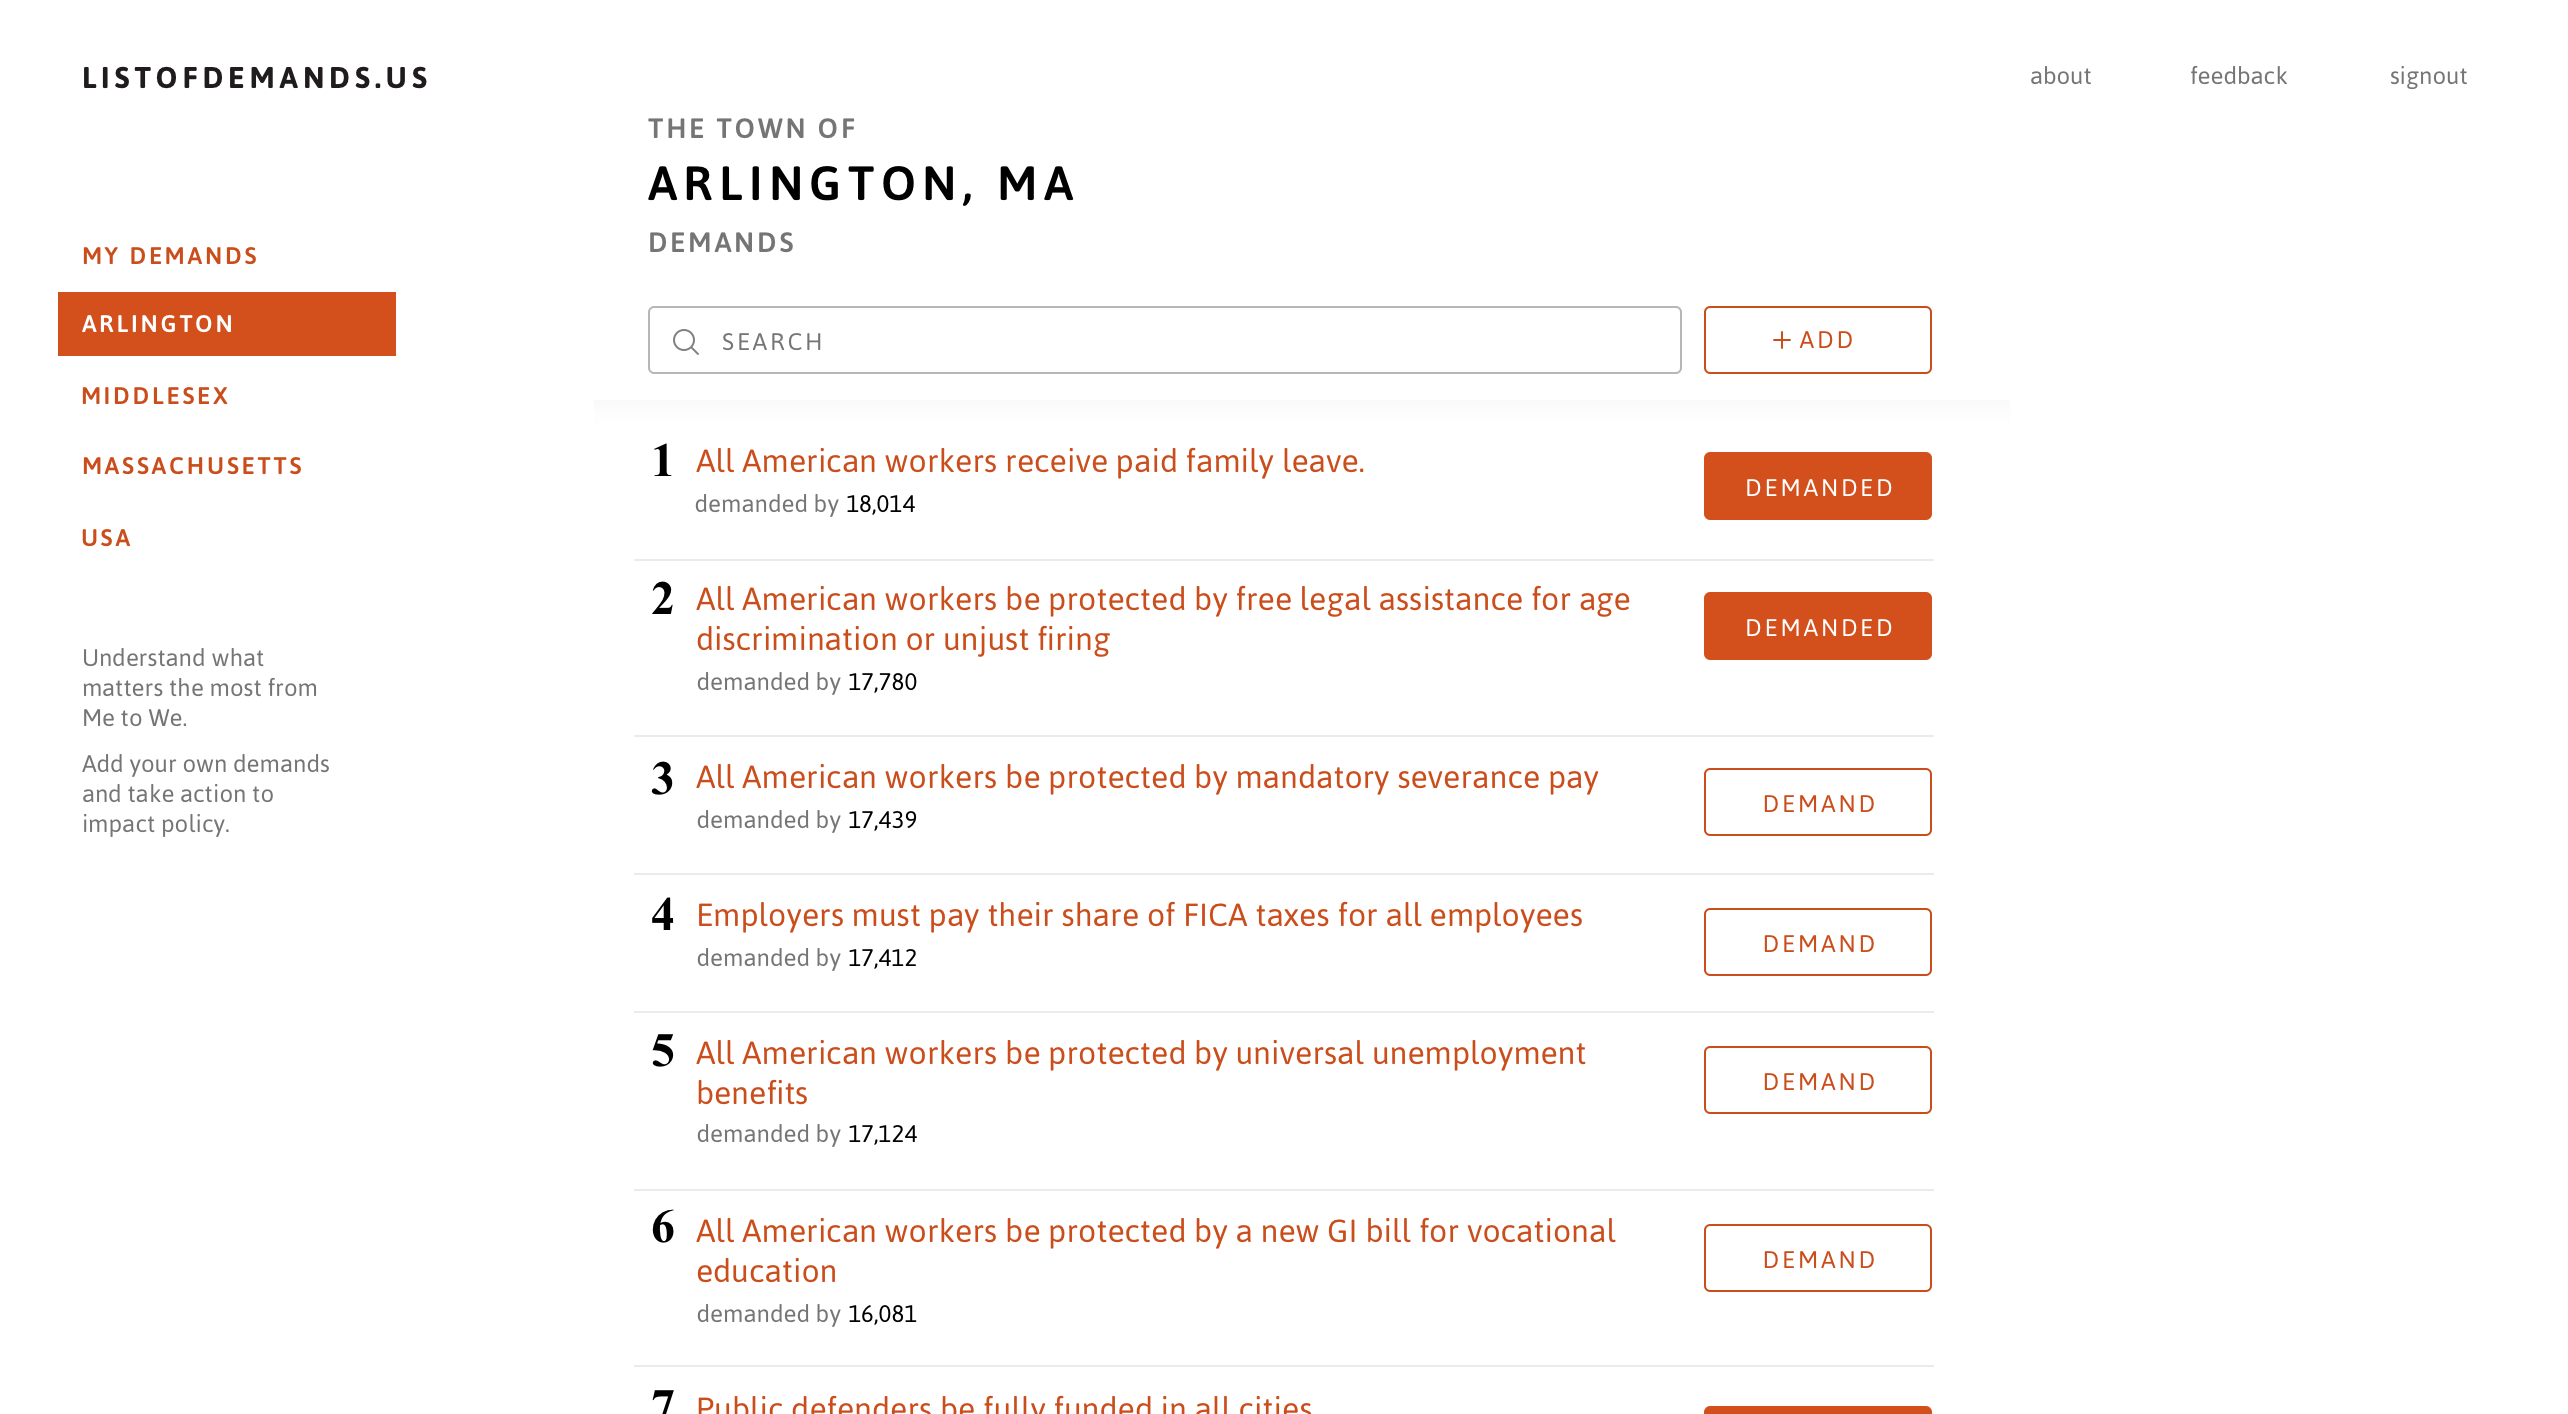 LISTOFDEMANDS.US
about
feedback
signout
THE TOWN OF
ARLINGTON, MA
DEMANDS
MY DEMANDS
ARLINGTON
MIDDLESEX
MASSACHUSETTS
USA
Understand what
matters the most from
Me to We.
Add your own demands
and take action to
impact policy.
SEARCH
+ ADD
1 All American workers receive paid family leave.
demanded by 18,014
DEMANDED
2 All American workers be protected by free legal assistance for age
discrimination or unjust firing
demanded by 17,780
DEMANDED
3 All American workers be protected by mandatory severance pay
demanded by 17,439
DEMAND
4 Employers must pay their share of FICA taxes for all employees
demanded by 17,412
DEMAND
5 All American workers be protected by universal unemployment
benefits
demanded by 17,124
DEMAND
6 All American workers be protected by a new GI bill for vocational
education
demanded by 16,081
DEMAND
7 Public defenders be fully funded in all cities